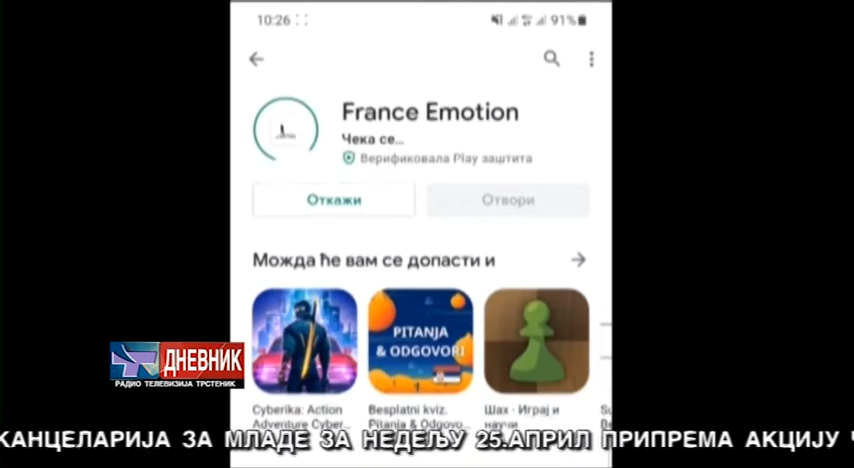 10:26
91%
France Emotion
Чека се...
Верификовала Play заштита
Откажи
Отвори
Можда ће вам се допасти и
PITANJA
& ODGOVORI
Cyberika: Action
Adventure Cyber...
Besplatni kviz.
Pitanja & Odgovo...
Шах · Играј и
научи
ДНЕВНИК
РАДИО ТЕЛЕВИЗИЈА ТРСТЕНИК
КАНЦЕЛАРИЈА ЗА МЛАДЕ ЗА НЕДЕЉУ 25.АПРИЛ ПРИПРЕМА АКЦИЈУ